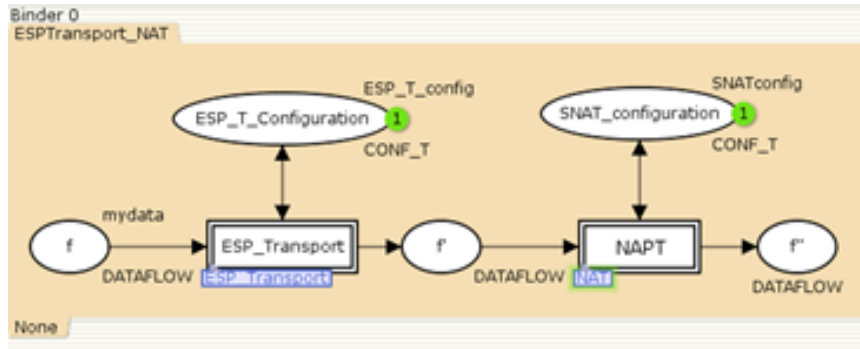 Binder 0
ESPTransport_NAT
ESP_T_config
SNATconfig
ESP_T_Configuration
1
SNAT_configuration
1
CONF_T
CONF_T
mydata
f
ESP_Transport
f'
NAPT
f''
DATAFLOW
ESP_Transport
DATAFLOW
NAT
DATAFLOW
None